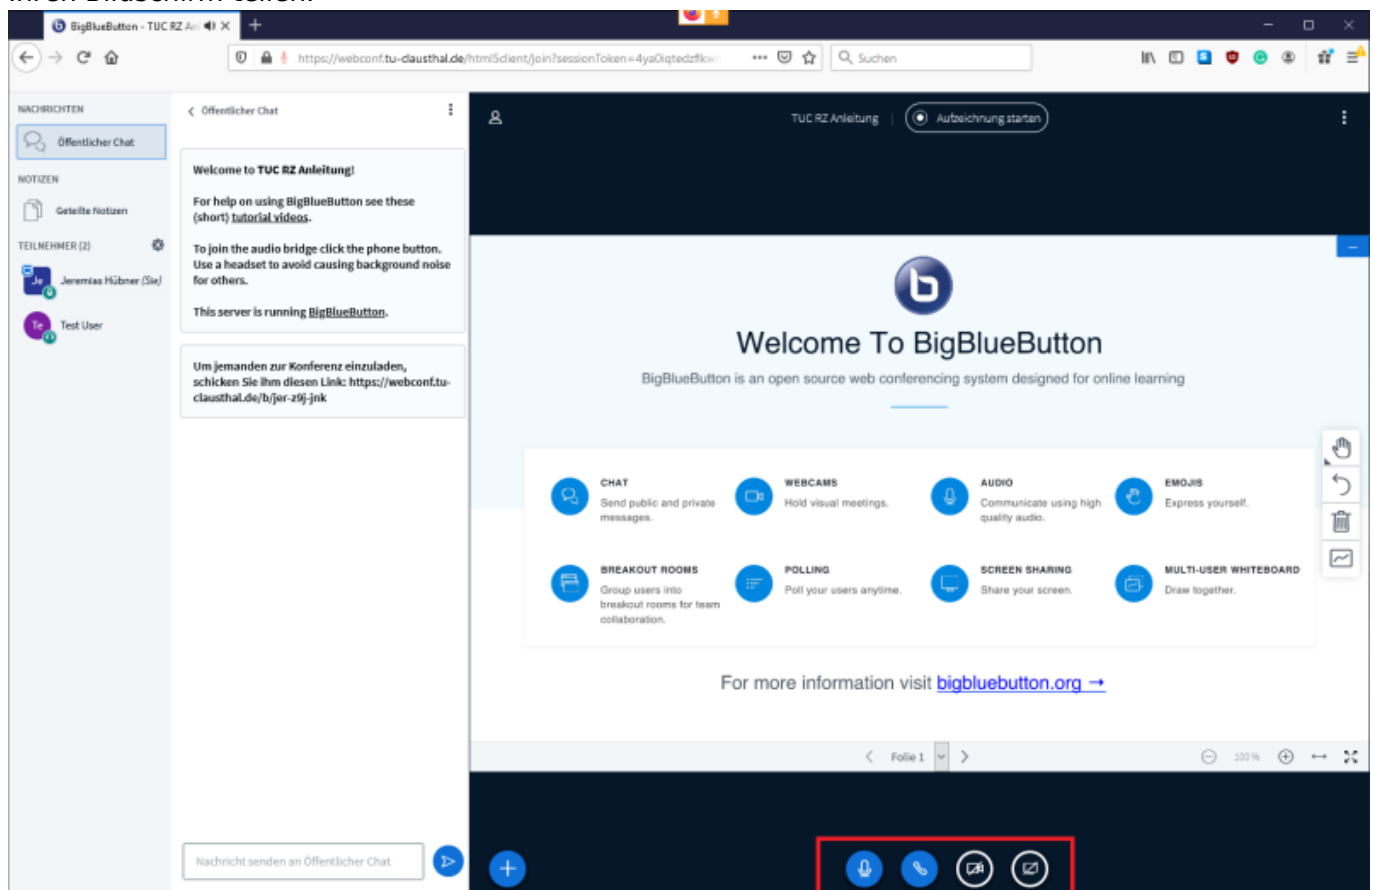 Ihren Bildschirm teilen.
BigBlueButton - TUC RZ An
https://webconf.tu-clausthal.de/html5client/join?sessionToken=4ya0iqtedzflkwr
Suchen
NACHRICHTEN
Öffentlicher Chat
NOTIZEN
Geteilte Notizen
TEILNEHMER (2)
Je
Jeremias Hübner (Sie)
Te
Test User
Öffentlicher Chat
Welcome to TUC RZ Anleitung!
For help on using BigBlueButton see these
(short) tutorial videos.
To join the audio bridge click the phone button.
Use a headset to avoid causing background noise
for others.
This server is running BigBlueButton.
Um jemanden zur Konferenz einzuladen,
schicken Sie ihm diesen Link: https://webconf.tu-
clausthal.de/b/jer-z9j-jnk
Nachricht senden an Öffentlicher Chat
TUC RZ Anleitung
Aufzeichnung starten
Welcome To BigBlueButton
BigBlueButton is an open source web conferencing system designed for online learning
CHAT
Send public and private
messages.
WEBCAMS
Hold visual meetings.
AUDIO
Communicate using high
quality audio.
EMOJIS
Express yourself.
BREAKOUT ROOMS
Group users into
breakout rooms for team
collaboration.
POLLING
Poll your users anytime.
SCREEN SHARING
Share your screen.
MULTI-USER WHITEBOARD
Draw together.
For more information visit bigbluebutton.org →
Folie 1
100 %